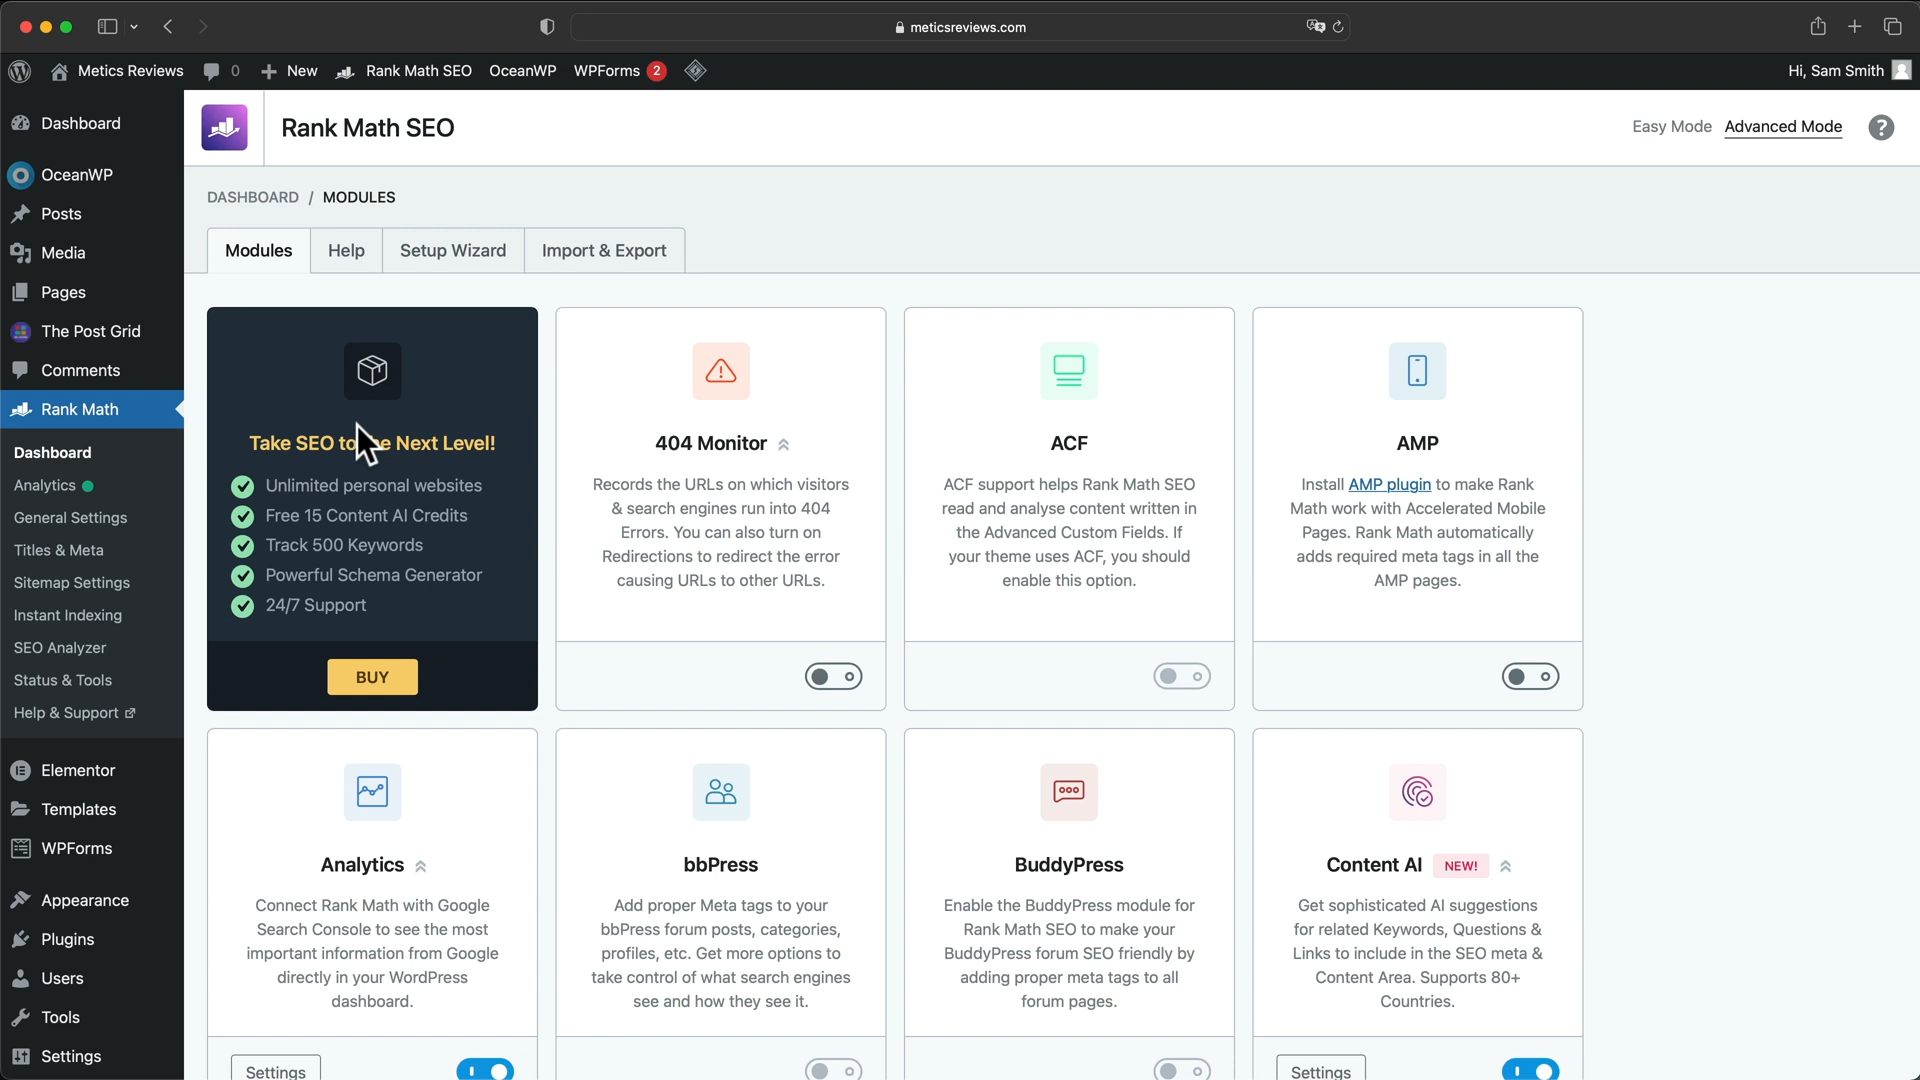 meticsreviews.com
Metics Reviews
0
New
Rank Math SEO
OceanWP
WPForms
2
Hi, Sam Smith
Dashboard
OceanWP
Posts
Media
Pages
The Post Grid
Comments
Rank Math
Dashboard
Analytics
General Settings
Titles & Meta
Sitemap Settings
Instant Indexing
SEO Analyzer
Status & Tools
Help & Support
Elementor
Templates
WPForms
Appearance
Plugins
Users
Tools
Settings
Rank Math SEO
Easy Mode
Advanced Mode
?
DASHBOARD / MODULES
Modules
Help
Setup Wizard
Import & Export
Take SEO to the Next Level!
Unlimited personal websites
Free 15 Content AI Credits
Track 500 Keywords
Powerful Schema Generator
24/7 Support
BUY
404 Monitor
Records the URLs on which visitors
& search engines run into 404
Errors. You can also turn on
Redirections to redirect the error
causing URLs to other URLs.
ACF
ACF support helps Rank Math SEO
read and analyse content written in
the Advanced Custom Fields. If
your theme uses ACF, you should
enable this option.
AMP
Install AMP plugin to make Rank
Math work with Accelerated Mobile
Pages. Rank Math automatically
adds required meta tags in all the
AMP pages.
Analytics
Connect Rank Math with Google
Search Console to see the most
important information from Google
directly in your WordPress
dashboard.
Settings
bbPress
Add proper Meta tags to your
bbPress forum posts, categories,
profiles, etc. Get more options to
take control of what search engines
see and how they see it.
BuddyPress
Enable the BuddyPress module for
Rank Math SEO to make your
BuddyPress forum SEO friendly by
adding proper meta tags to all
forum pages.
Content AI
NEW!
Get sophisticated AI suggestions
for related Keywords, Questions &
Links to include in the SEO meta &
Content Area. Supports 80+
Countries.
Settings